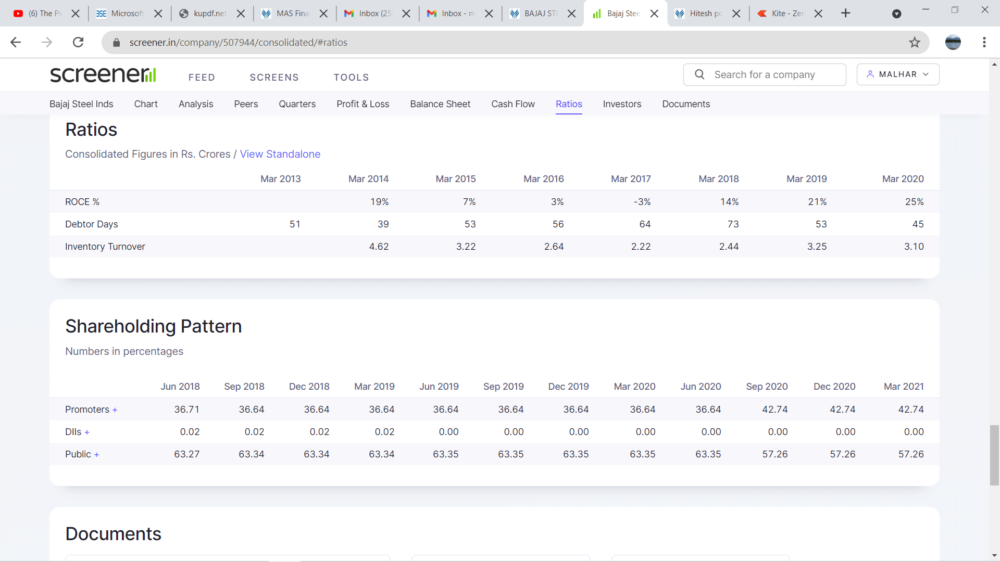 (6) The Ps Microsoft kupdf.net MAS Fina Inbox (25 Inbox - m BAJAJ STE Bajaj Stee Hitesh po Kite - Zer
screener.in/company/507944/consolidated/#ratios
screener FEED SCREENS TOOLS Search for a company MALHAR
Bajaj Steel Inds Chart Analysis Peers Quarters Profit & Loss Balance Sheet Cash Flow Ratios Investors Documents
Ratios
Consolidated Figures in Rs. Crores / View Standalone
Mar 2013 Mar 2014 Mar 2015 Mar 2016 Mar 2017 Mar 2018 Mar 2019 Mar 2020
ROCE % 19% 7% 3% -3% 14% 21% 25%
Debtor Days 51 39 53 56 64 73 53 45
Inventory Turnover 4.62 3.22 2.64 2.22 2.44 3.25 3.10
Shareholding Pattern
Numbers in percentages
Jun 2018 Sep 2018 Dec 2018 Mar 2019 Jun 2019 Sep 2019 Dec 2019 Mar 2020 Jun 2020 Sep 2020 Dec 2020 Mar 2021
Promoters + 36.71 36.64 36.64 36.64 36.64 36.64 36.64 36.64 36.64 42.74 42.74 42.74
DIIs + 0.02 0.02 0.02 0.02 0.00 0.00 0.00 0.00 0.00 0.00 0.00 0.00
Public + 63.27 63.34 63.34 63.34 63.35 63.35 63.35 63.35 63.35 57.26 57.26 57.26
Documents